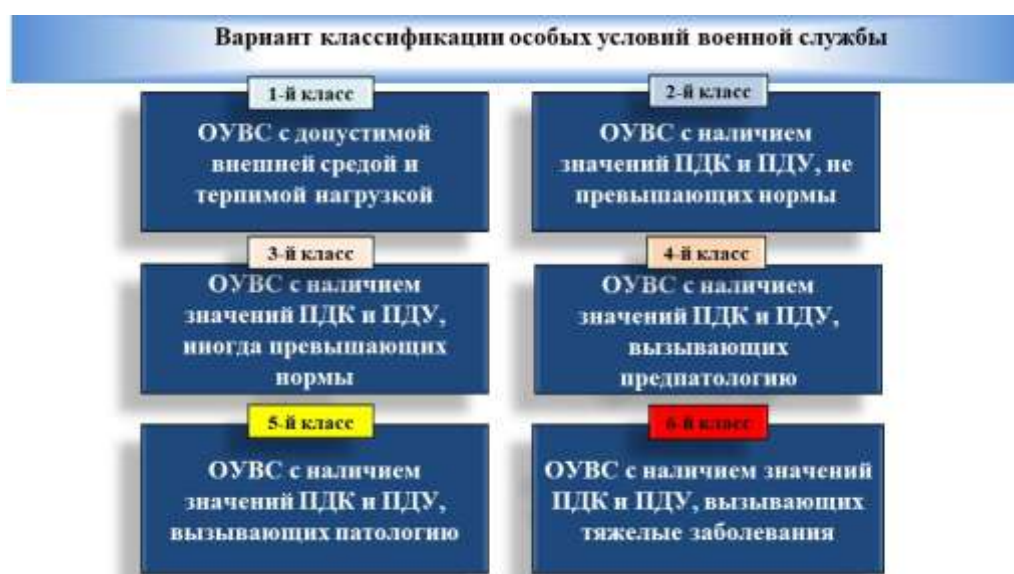 Вариант классификации особых условий военной службы
1-й класс
ОУВС с допустимой
внешней средой и
терпимой нагрузкой
2-й класс
ОУВС с наличием
значений ПДК и ПДУ, не
превышающих нормы
3-й класс
ОУВС с наличием
значений ПДК и ПДУ,
иногда превышающих
нормы
4-й класс
ОУВС с наличием
значений ПДК и ПДУ,
вызывающих
предпатологию
5-й класс
ОУВС с наличием
значений ПДК и ПДУ,
вызывающих патологию
6-й класс
ОУВС с наличием значений
ПДК и ПДУ, вызывающих
тяжелые заболевания